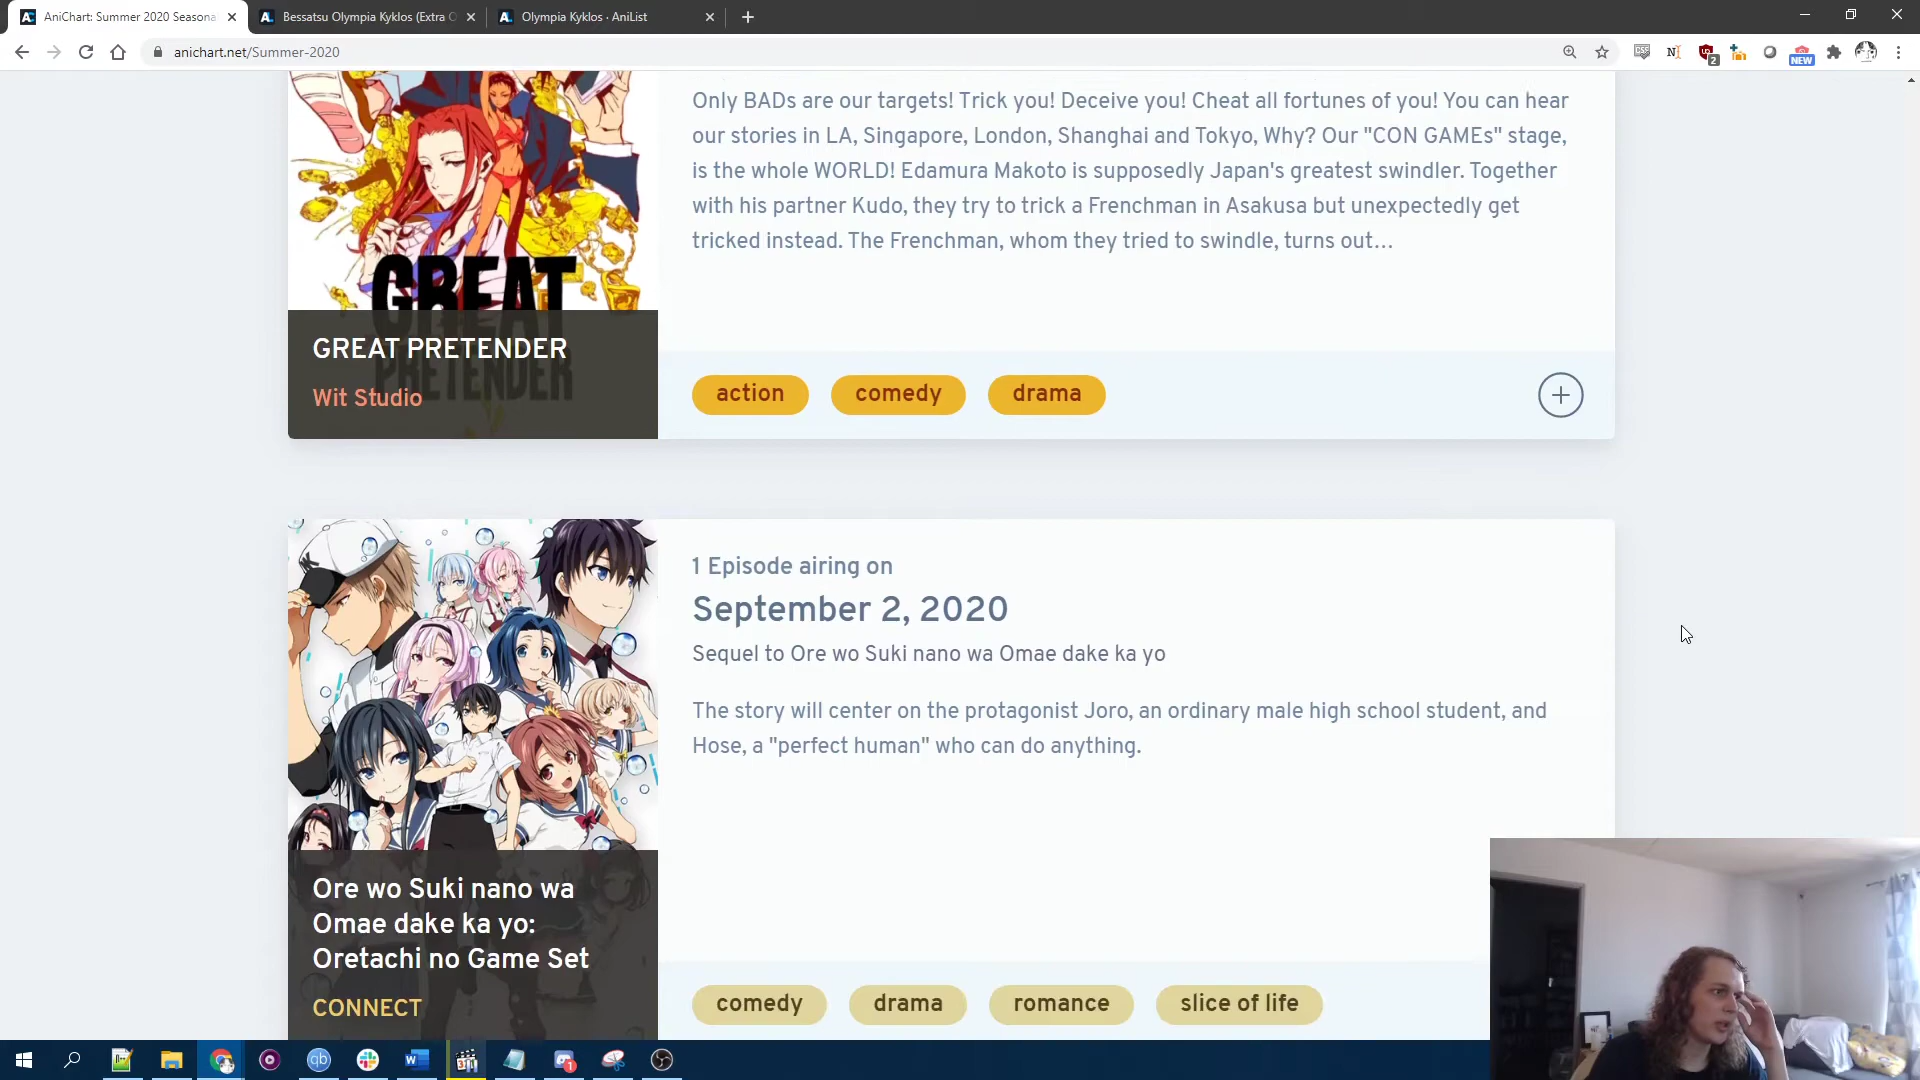 AniChart: Summer 2020 Seasona
Bessatsu Olympia Kyklos (Extra O
Olympia Kyklos · AniList
anichart.net/Summer-2020
2
NEW
Only BADs are our targets! Trick you! Deceive you! Cheat all fortunes of you! You can hear
our stories in LA, Singapore, London, Shanghai and Tokyo, Why? Our "CON GAMEs" stage,
is the whole WORLD! Edamura Makoto is supposedly Japan's greatest swindler. Together
with his partner Kudo, they try to trick a Frenchman in Asakusa but unexpectedly get
tricked instead. The Frenchman, whom they tried to swindle, turns out...
GREAT
PRETENDER
GREAT PRETENDER
Wit Studio
action
comedy
drama
1 Episode airing on
September 2, 2020
Sequel to Ore wo Suki nano wa Omae dake ka yo
The story will center on the protagonist Joro, an ordinary male high school student, and
Hose, a "perfect human" who can do anything.
Ore wo Suki nano wa
Omae dake ka yo:
Oretachi no Game Set
CONNECT
comedy
drama
romance
slice of life
qb
W
1